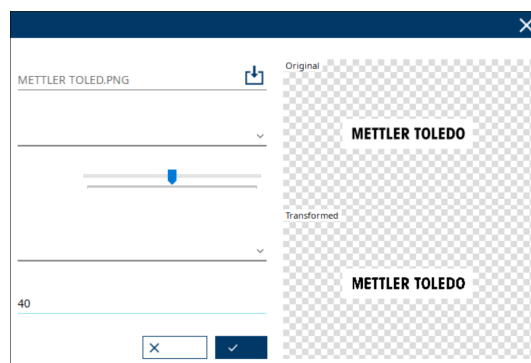 METTLER TOLED.PNG
Original
METTLER TOLEDO
Transformed
METTLER TOLEDO
40